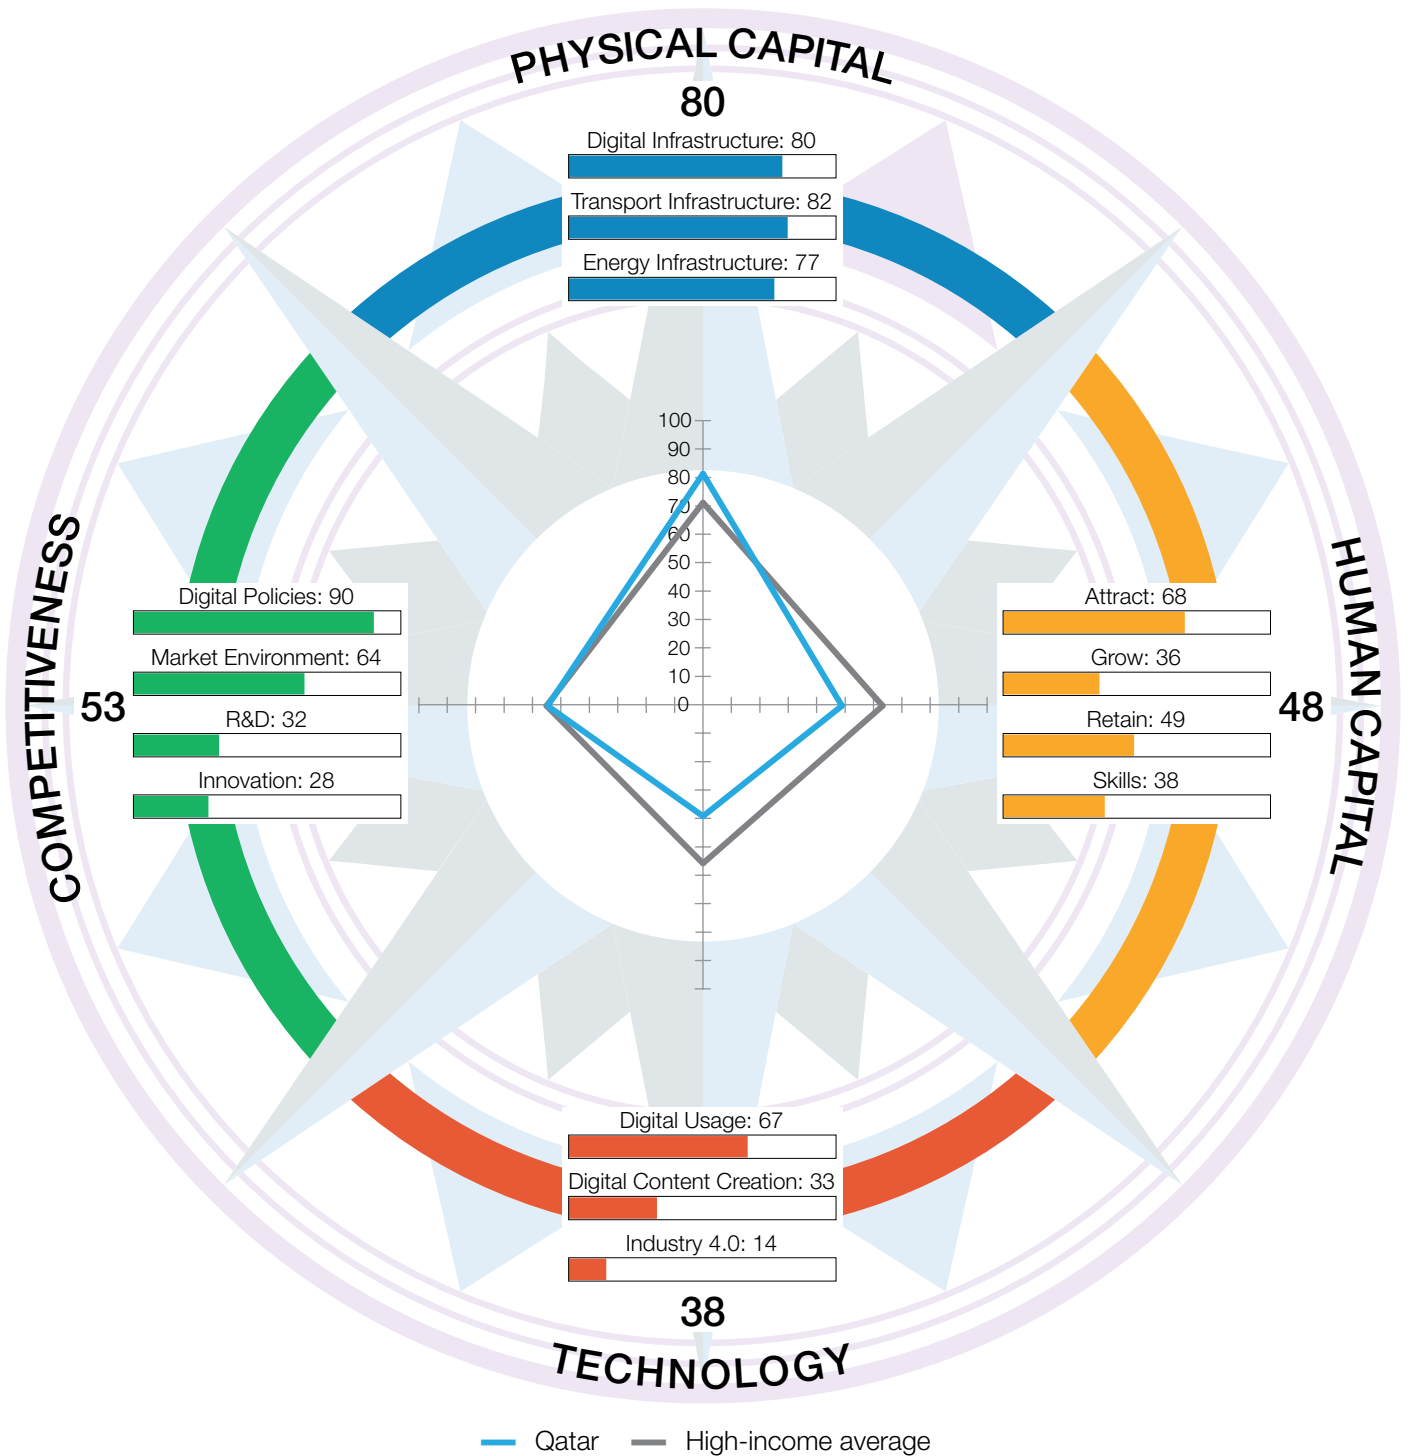 PHYSICAL CAPITAL
80
Digital Infrastructure: 80
Transport Infrastructure: 82
Energy Infrastructure: 77
100
90
80
70
60
50
40
30
20
10
0
COMPETITIVENESS
53
Digital Policies: 90
Market Environment: 64
R&D: 32
Innovation: 28
HUMAN CAPITAL
48
Attract: 68
Grow: 36
Retain: 49
Skills: 38
Digital Usage: 67
Digital Content Creation: 33
Industry 4.0: 14
38
TECHNOLOGY
Qatar
High-income average